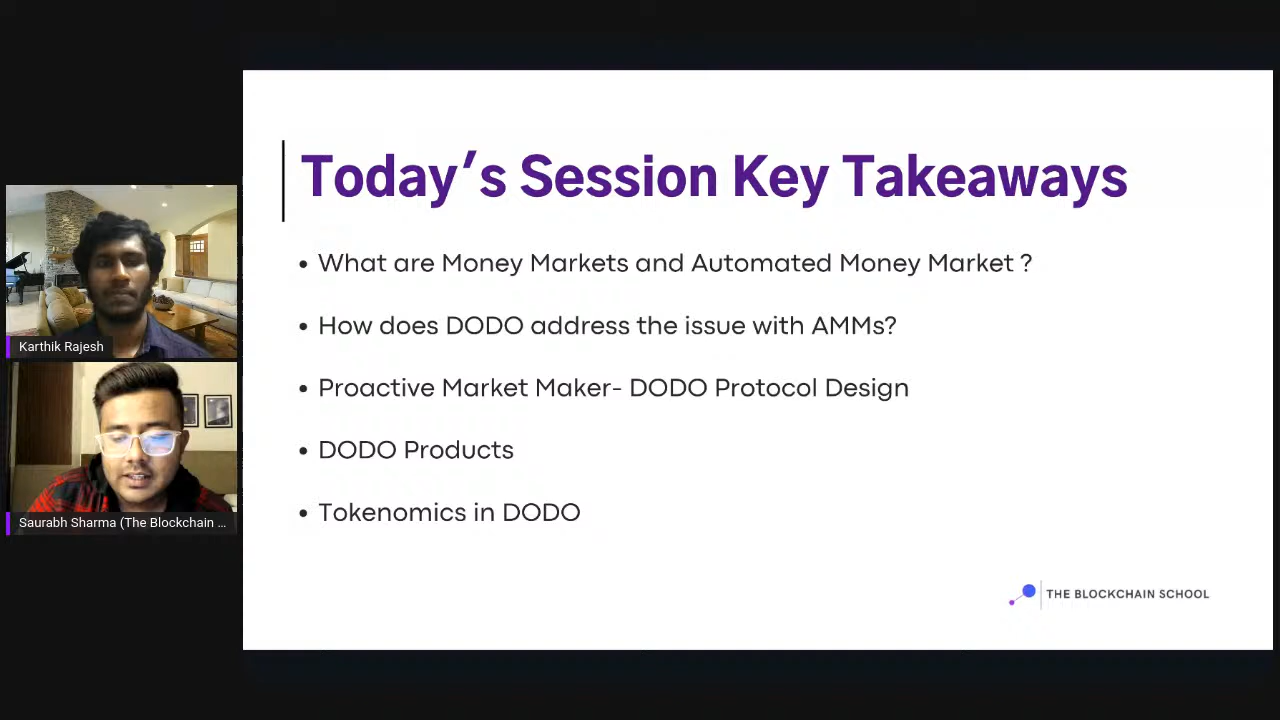 Today's Session Key Takeaways
• What are Money Markets and Automated Money Market ?
• How does DODO address the issue with AMMs?
• Proactive Market Maker- DODO Protocol Design
• DODO Products
• Tokenomics in DODO
THE BLOCKCHAIN SCHOOL
Karthik Rajesh
Saurabh Sharma (The Blockchain ...